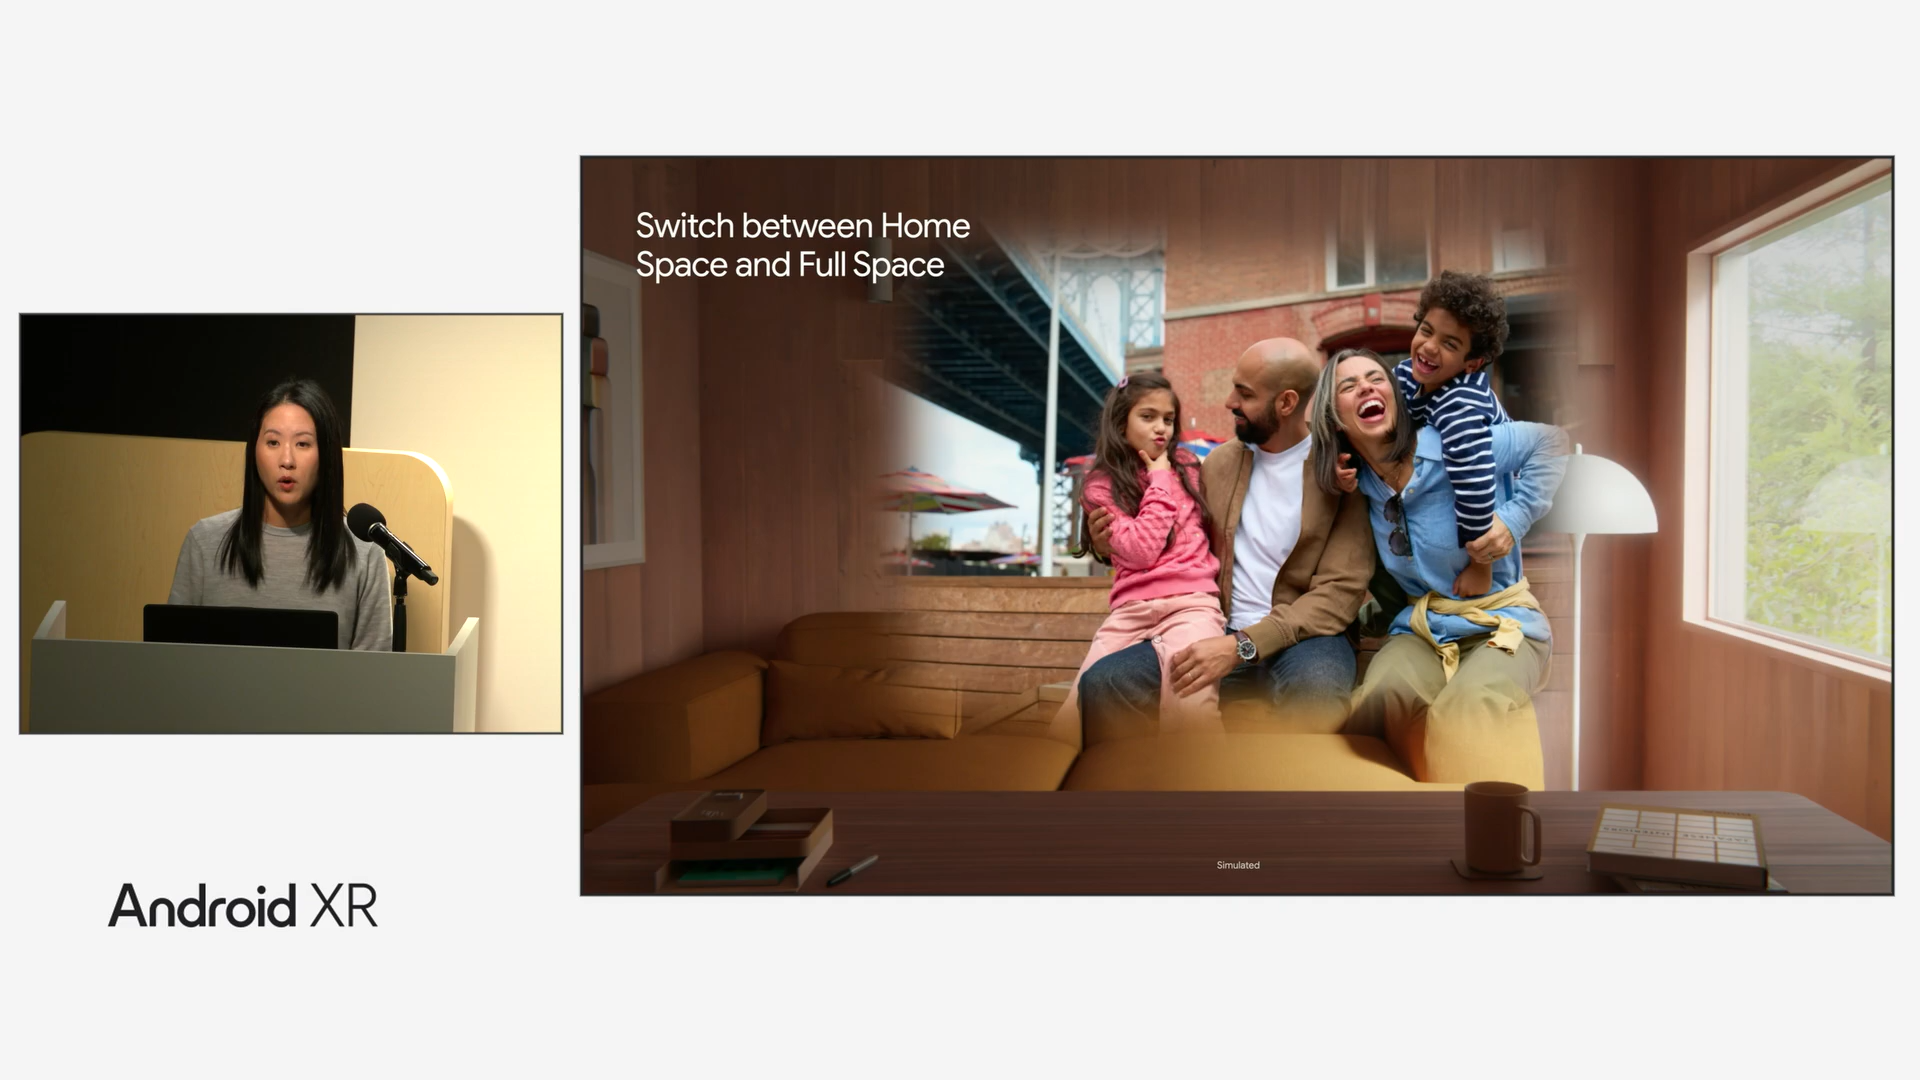 Switch between Home
Space and Full Space
Simulated
Android XR